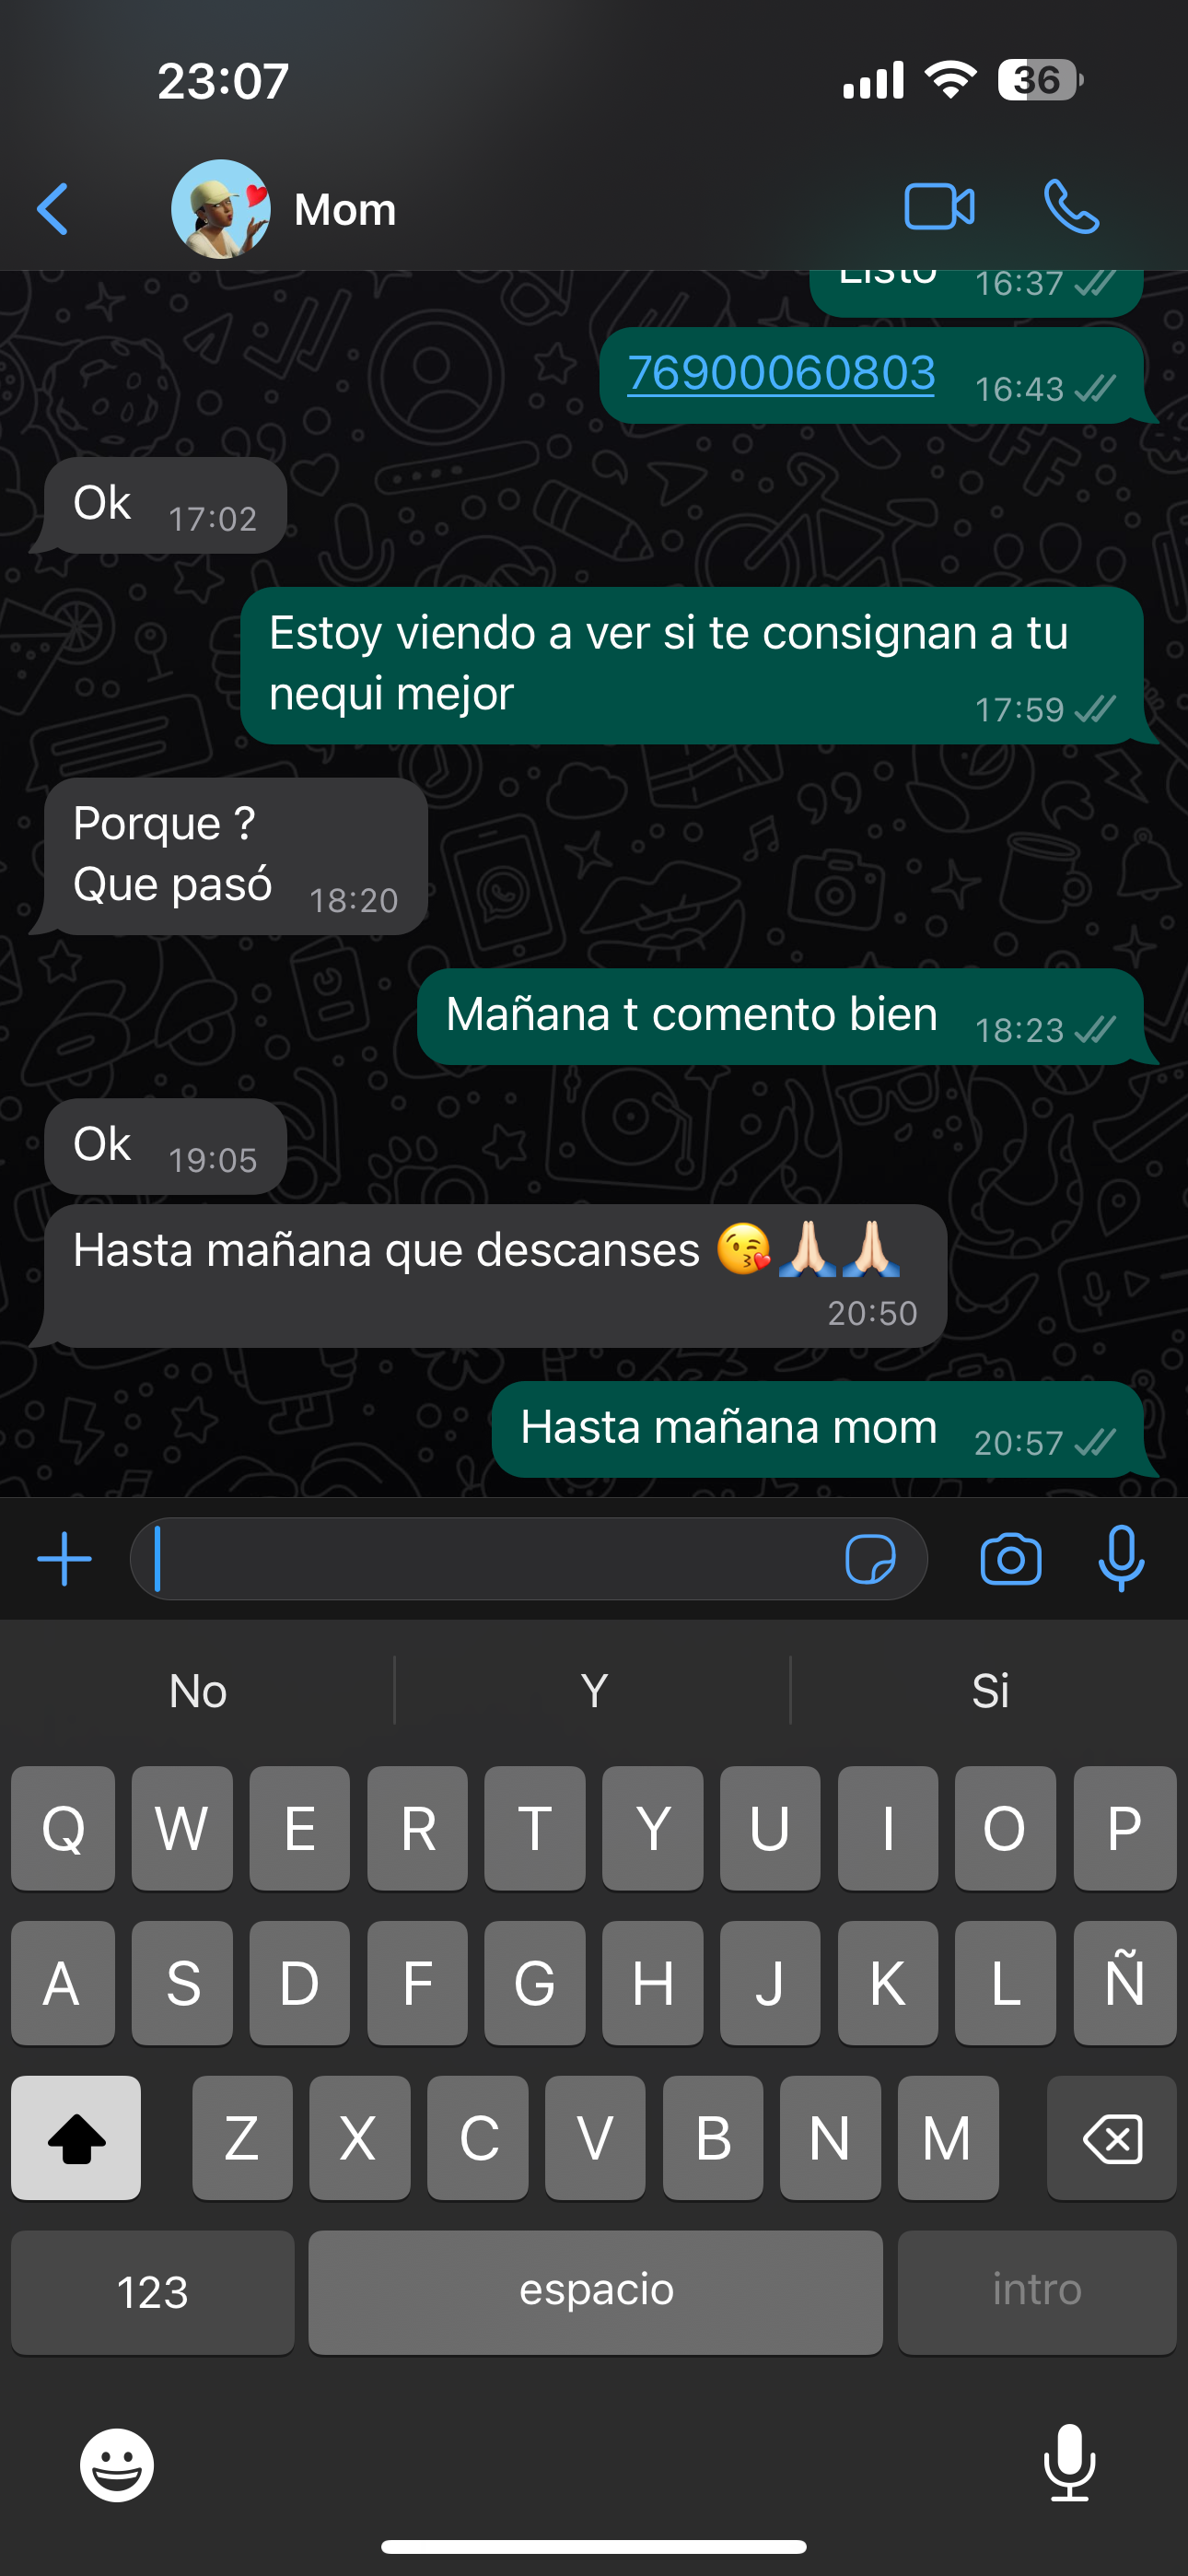 23:07
36
Mom
Listo 16:37
76900060803 16:43
Ok 17:02
Estoy viendo a ver si te consignan a tu
nequi mejor 17:59
Porque ?
Que pasó 18:20
Mañana t comento bien 18:23
Ok 19:05
Hasta mañana que descanses 😘🙏🏻🙏🏻
20:50
Hasta mañana mom 20:57
No Y Si
Q W E R T Y U I O P
A S D F G H J K L Ñ
Z X C V B N M
123 espacio intro